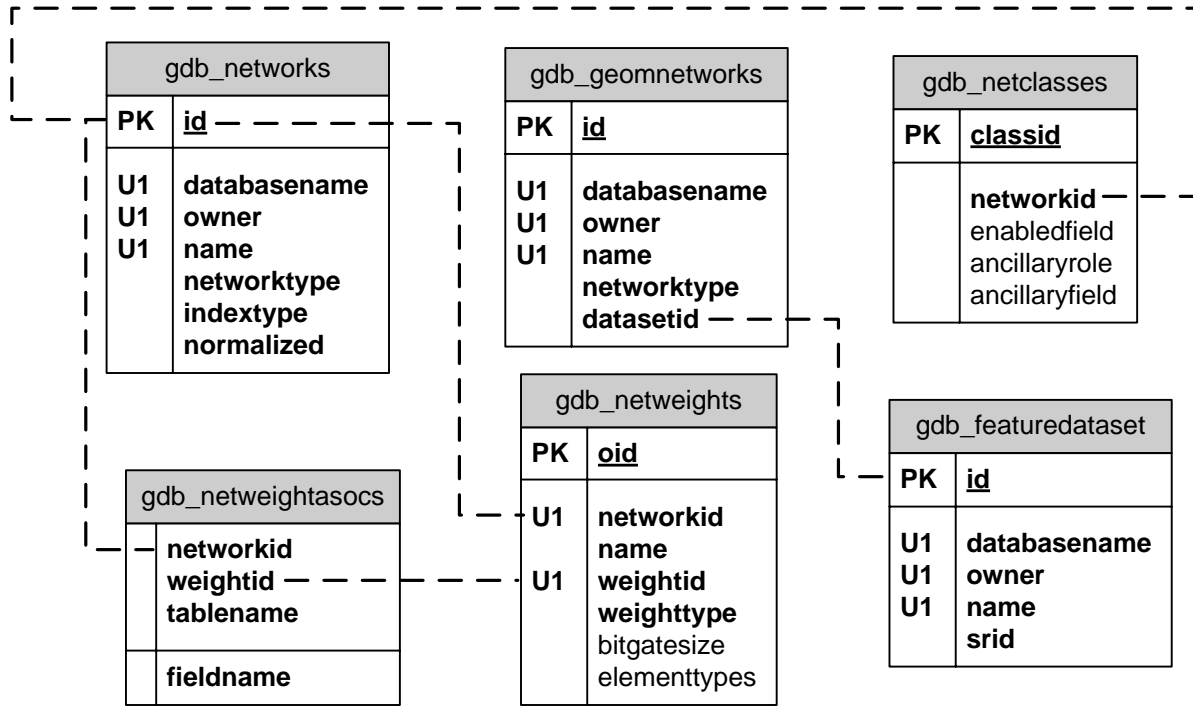 gdb_networks
PK id
U1 databasename
U1 owner
U1 name
networktype
indextype
normalized
gdb_geomnetworks
PK id
U1 databasename
U1 owner
U1 name
networktype
datasetid
gdb_netclasses
PK classid
networkid
enabledfield
ancillaryrole
ancillaryfield
gdb_netweightasocs
networkid
weightid
tablename
fieldname
gdb_netweights
PK oid
U1 networkid
name
U1 weightid
weighttype
bitgatesize
elementtypes
gdb_featuredataset
PK id
U1 databasename
U1 owner
U1 name
srid